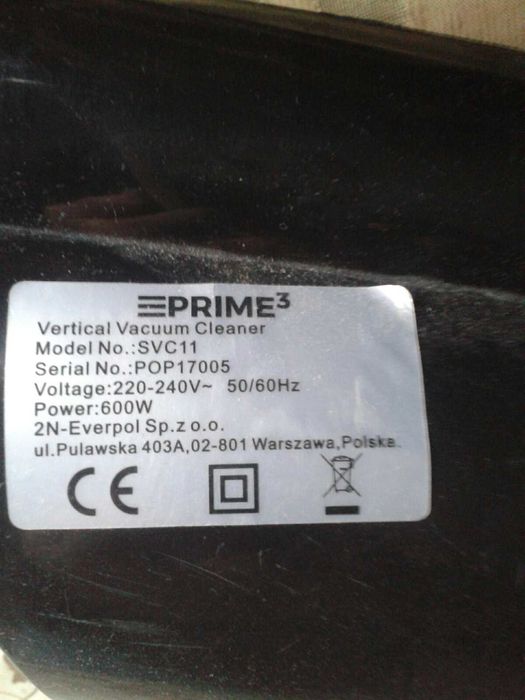 PRIME³
Vertical Vacuum Cleaner
Model No.:SVC11
Serial No.:POP17005
Voltage:220-240V~ 50/60Hz
Power:600W
2N-Everpol Sp.z o.o.
ul.Pulawska 403A,02-801 Warszawa,Polska.
CE